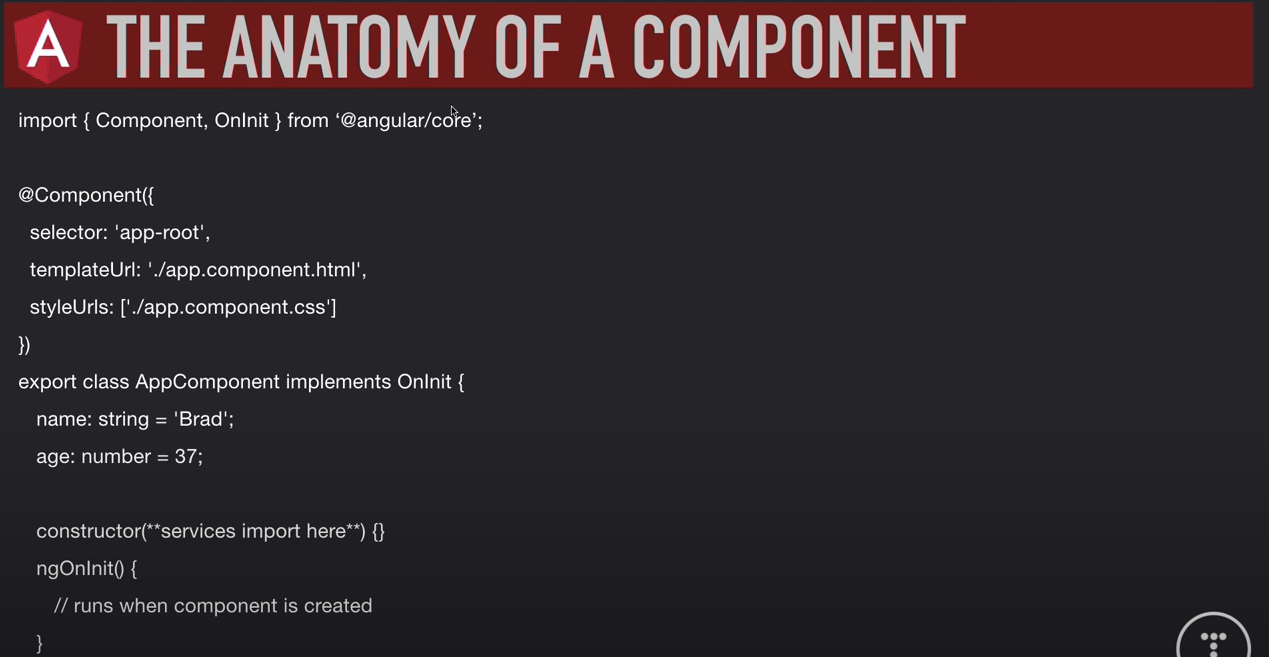 THE ANATOMY OF A COMPONENT
import { Component, OnInit } from ‘@angular/core’;
@Component({
selector: 'app-root',
templateUrl: './app.component.html',
styleUrls: ['./app.component.css']
})
export class AppComponent implements OnInit {
name: string = 'Brad';
age: number = 37;
constructor(**services import here**) {}
ngOnInit() {
// runs when component is created
}